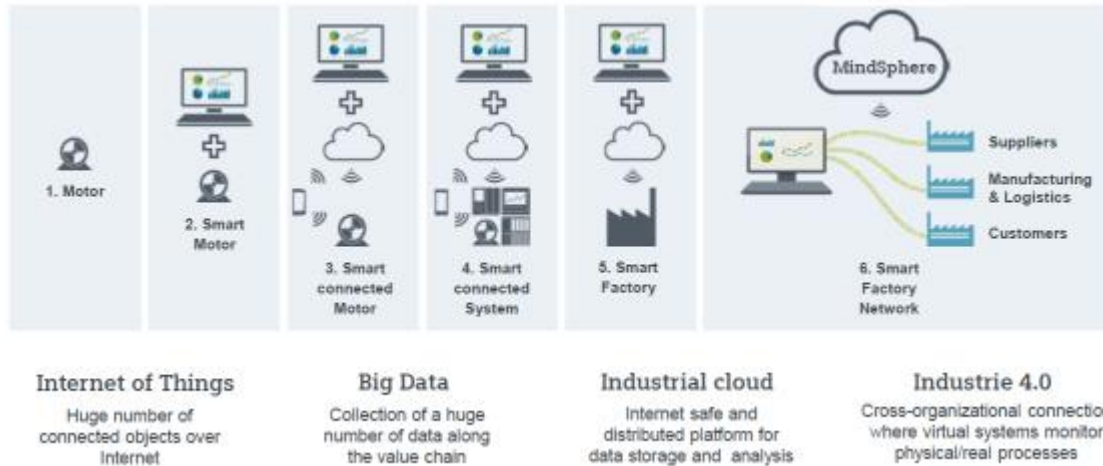 1. Motor
2. Smart
Motor
3. Smart
connected
Motor
4. Smart
connected
System
5. Smart
Factory
MindSphere
Suppliers
Manufacturing
& Logistics
Customers
6. Smart
Factory
Network
Internet of Things
Huge number of
connected objects over
Internet
Big Data
Collection of a huge
number of data along
the value chain
Industrial cloud
Internet safe and
distributed platform for
data storage and analysis
Industrie 4.0
Cross-organizational connectio
where virtual systems monitor
physical/real processes